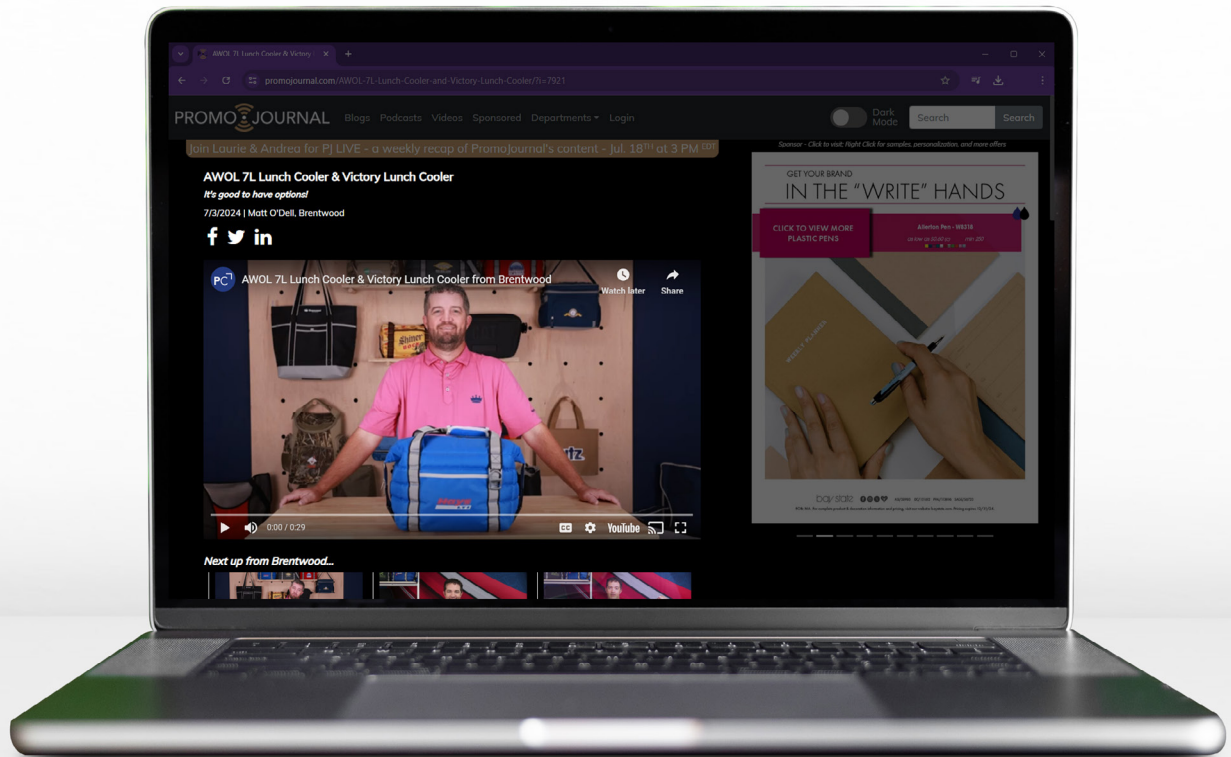 AWOL 7L Lunch Cooler & Victory
promojournal.com/AWOL-7L-Lunch-Cooler-and-Victory-Lunch-Cooler/?i=7921
PROMO JOURNAL Blogs Podcasts Videos Sponsored Departments Login Dark Mode Search Search
Join Laurie & Andrea for PJ LIVE - a weekly recap of PromoJournal's content - Jul. 18TH at 3 PM CDT
AWOL 7L Lunch Cooler & Victory Lunch Cooler
It's good to have options!
7/3/2024 | Matt O'Dell, Brentwood
PC AWOL 7L Lunch Cooler & Victory Lunch Cooler from Brentwood
Watch later Share
Shiner
0:00 / 0:29 CC YouTube
Next up from Brentwood...
Sponsor - Click to visit; Right Click for samples, personalization, and more offers
GET YOUR BRAND
IN THE "WRITE" HANDS
CLICK TO VIEW MORE
PLASTIC PENS
Allerton Pen - WB218
WEEKLY PLANNER
bay state